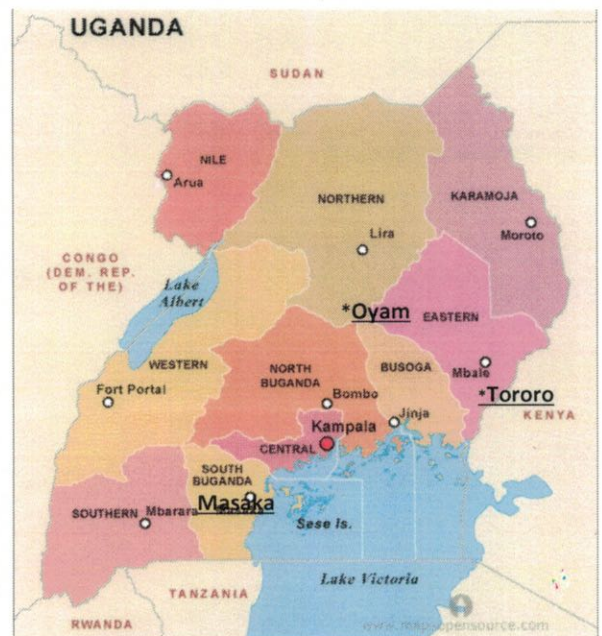 UGANDA
SUDAN
NILE
Arua
NORTHERN
KARAMOJA
Lira
Moroto
CONGO
(DEM. REP.
OF THE)
Lake
Albert
*Oyam
EASTERN
WESTERN
NORTH
BUGANDA
BUSOGA
Mbale
Fort Portal
Bombo
*Tororo
Jinja
KENYA
Kampala
CENTRAL
SOUTH
BUGANDA
Masaka
SOUTHERN
Mbarara
Sese Is.
Lake Victoria
TANZANIA
RWANDA
www.mapsopensource.com